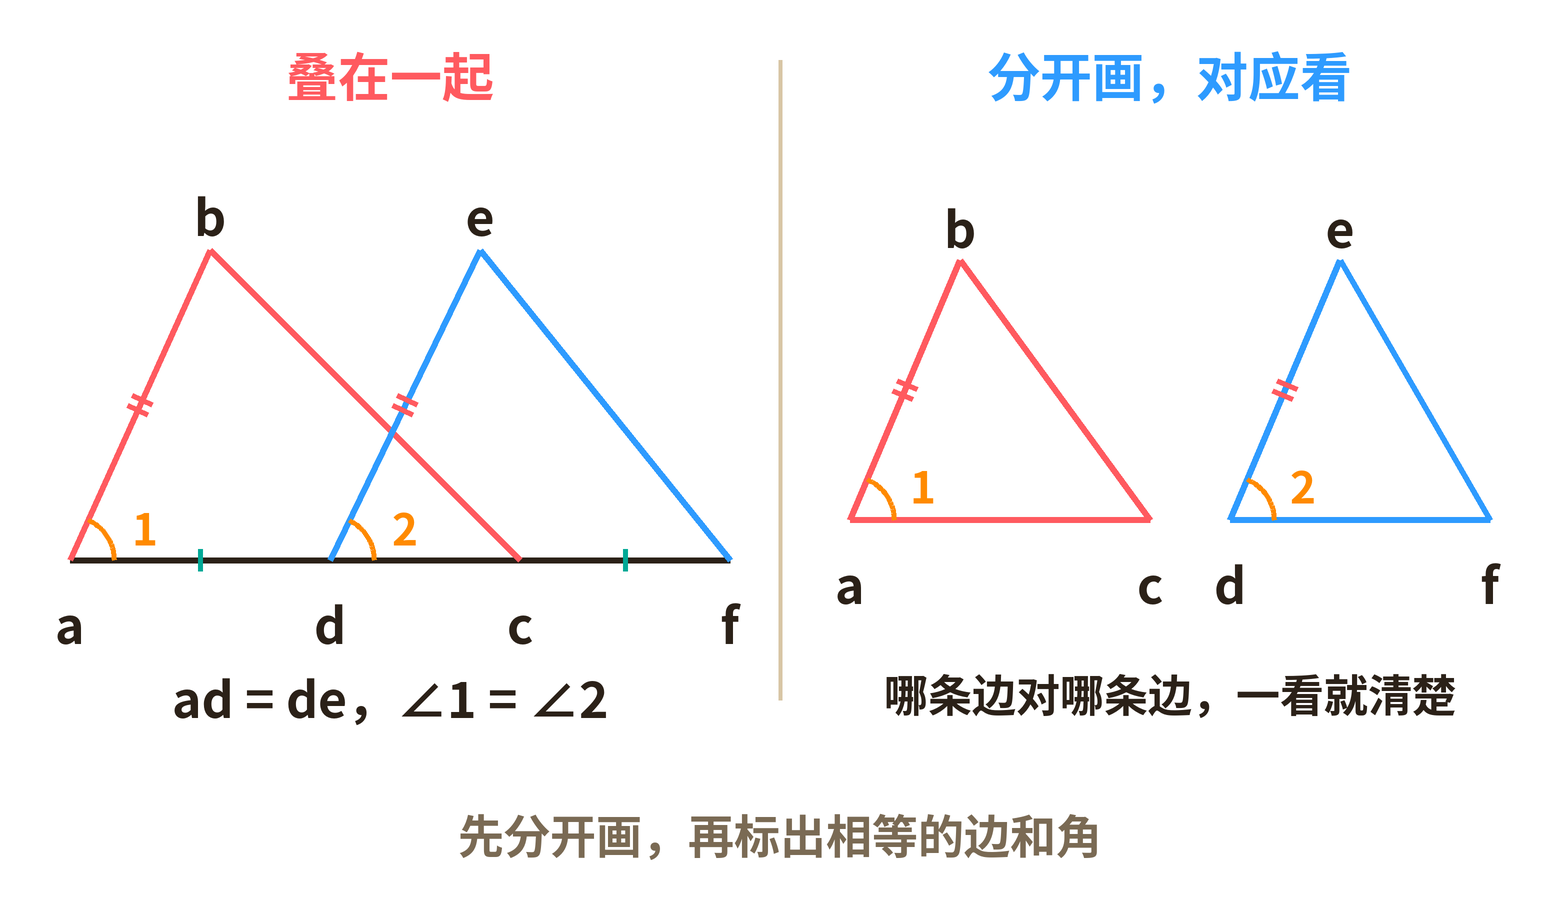 叠在一起
b
e
1
2
a
d
c
f
ad = de，∠1 = ∠2
分开画，对应看
b
e
1
2
a
c
d
f
哪条边对哪条边，一看就清楚
先分开画，再标出相等的边和角